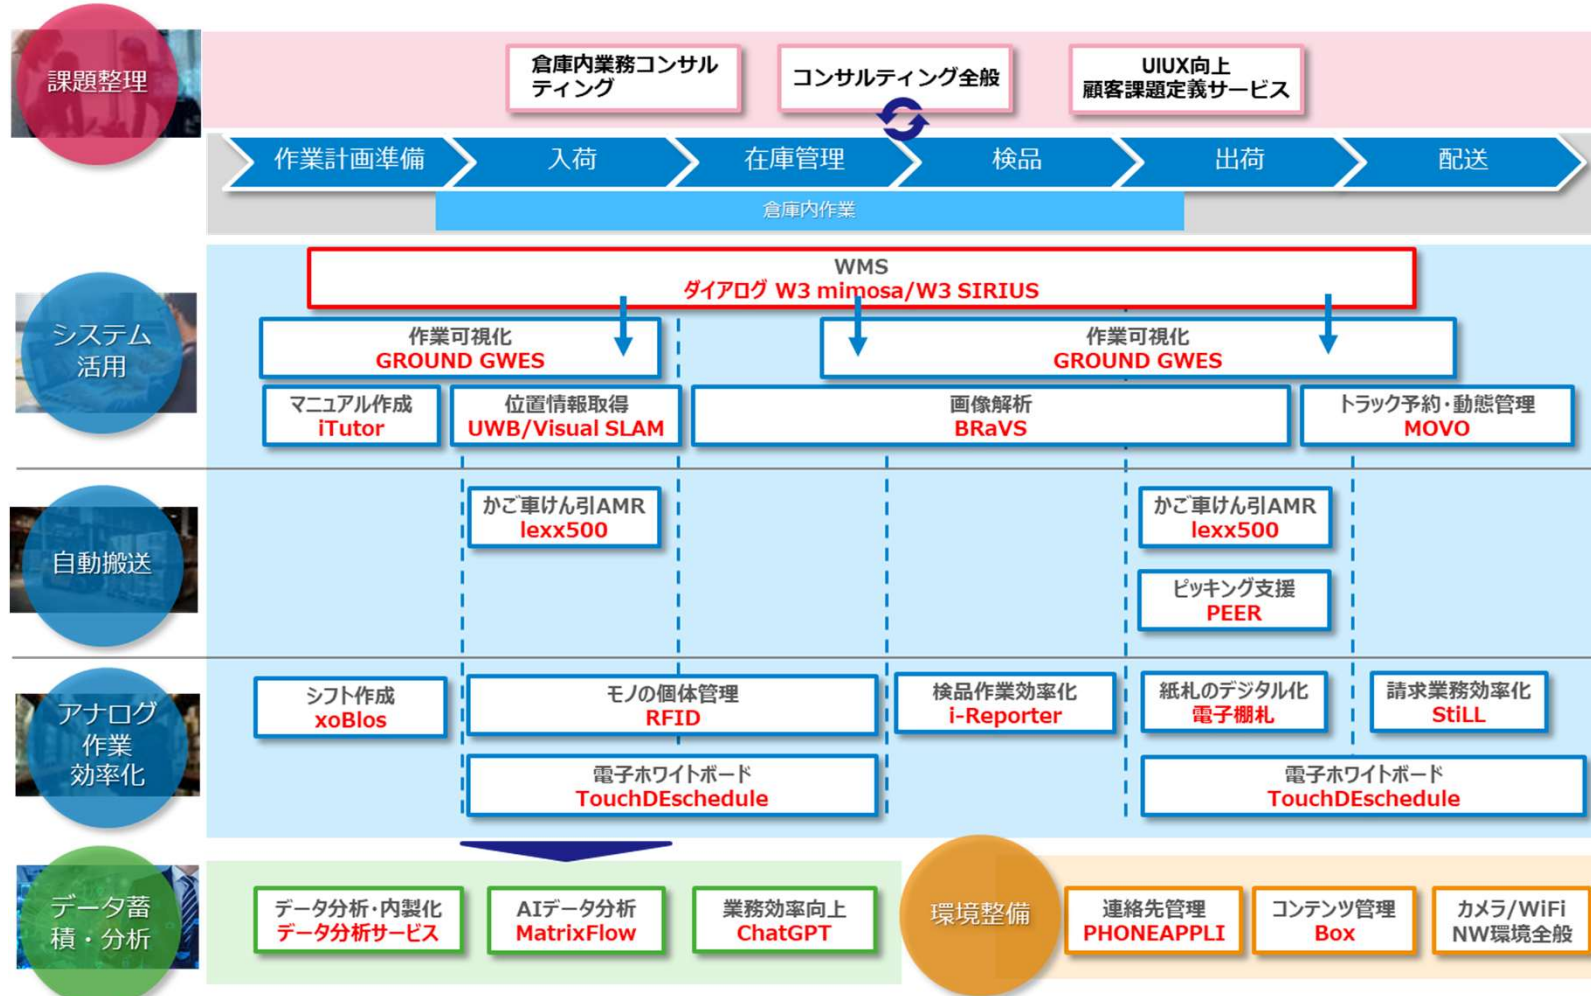 課題整理
倉庫内業務コンサル
ティング
コンサルティング全般
UIUX向上
顧客課題定義サービス
作業計画準備
入荷
在庫管理
検品
出荷
配送
倉庫内作業
システム
活用
WMS
ダイアログ W3 mimosa/W3 SIRIUS
作業可視化
GROUND GWES
作業可視化
GROUND GWES
マニュアル作成
iTutor
位置情報取得
UWB/Visual SLAM
画像解析
BRaVS
トラック予約・動態管理
MOVO
自動搬送
かご車けん引AMR
lexx500
かご車けん引AMR
lexx500
ピッキング支援
PEER
アナログ
作業
効率化
シフト作成
xoBlos
モノの個体管理
RFID
検品作業効率化
i-Reporter
紙札のデジタル化
電子棚札
請求業務効率化
StiLL
電子ホワイトボード
TouchDEschedule
電子ホワイトボード
TouchDEschedule
データ蓄
積・分析
データ分析・内製化
データ分析サービス
AIデータ分析
MatrixFlow
業務効率向上
ChatGPT
環境整備
連絡先管理
PHONEAPPLI
コンテンツ管理
Box
カメラ/WiFi
NW環境全般